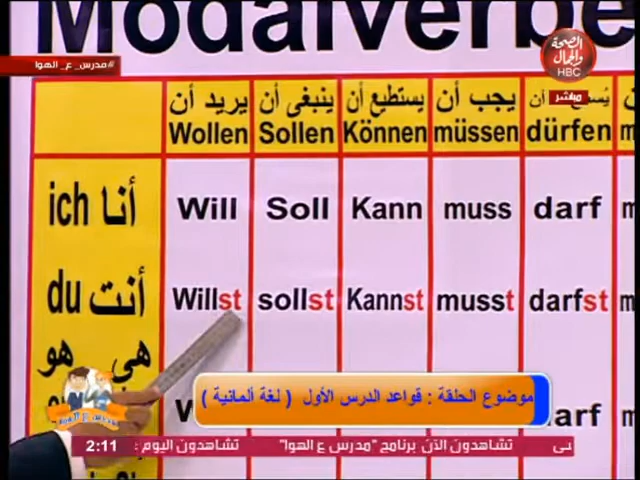 Modalverbe
الصحة والجمال
HBC
#مدرس_ع_الهوا
مباشر
يريد أن ينبغى أن يستطيع أن يجب أن
Wollen Sollen Können müssen dürfen
ich أنا Will Soll Kann muss darf
du أنت Willst sollst Kannst musst darfst
هي هو
darf
موضوع الحلقة : قواعد الدرس الأول ( لغة ألمانية )
مدرس ع الهوا
2:11 تشاهدون الآن برنامج "مدرس ع الهوا" تشاهدون اليوم